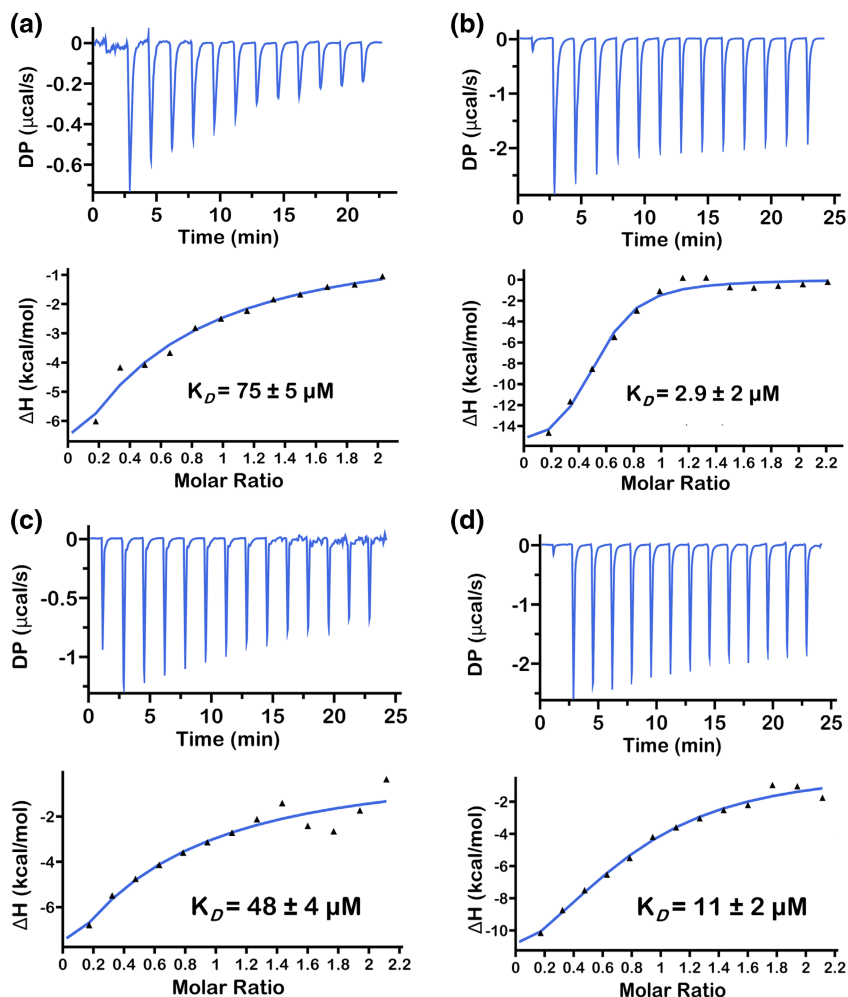 (a)
0
-0.2
-0.4
-0.6
DP (μcal/s)
0 5 10 15 20
Time (min)
-1
-2
-3
-4
-5
-6
ΔH (kcal/mol)
K_D = 75 ± 5 μM
0 0.2 0.4 0.6 0.8 1 1.2 1.4 1.6 1.8 2
Molar Ratio
(b)
0
-1
-2
DP (μcal/s)
0 5 10 15 20 25
Time (min)
0
-2
-4
-6
-8
-10
-12
-14
ΔH (kcal/mol)
K_D = 2.9 ± 2 μM
0 0.2 0.4 0.6 0.8 1 1.2 1.4 1.6 1.8 2 2.2
Molar Ratio
(c)
0
-0.5
-1
DP (μcal/s)
0 5 10 15 20 25
Time (min)
-2
-4
-6
ΔH (kcal/mol)
K_D = 48 ± 4 μM
0 0.2 0.4 0.6 0.8 1 1.2 1.4 1.6 1.8 2 2.2
Molar Ratio
(d)
0
-1
-2
DP (μcal/s)
0 5 10 15 20 25
Time (min)
-2
-4
-6
-8
-10
ΔH (kcal/mol)
K_D = 11 ± 2 μM
0 0.2 0.4 0.6 0.8 1 1.2 1.4 1.6 1.8 2 2.2
Molar Ratio